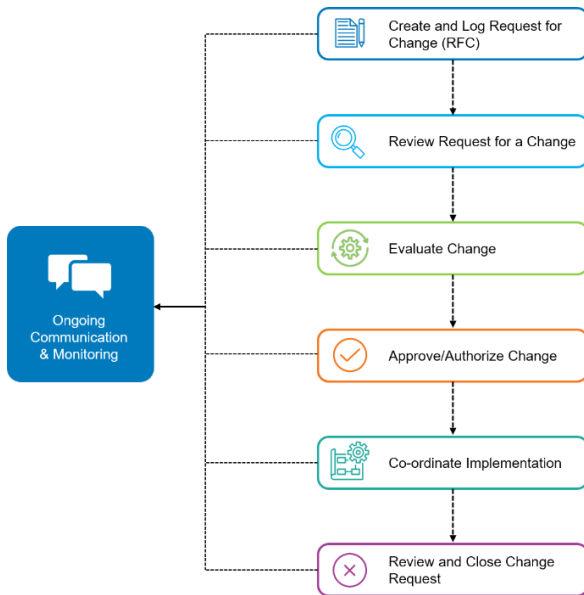 Create and Log Request for
Change (RFC)
Review Request for a Change
Evaluate Change
Ongoing
Communication
& Monitoring
Approve/Authorize Change
Co-ordinate Implementation
Review and Close Change
Request